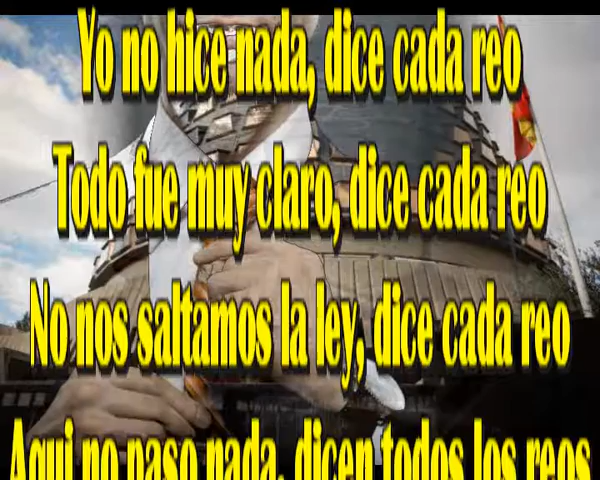 Yo no hice nada, dice cada reo
Todo fue muy claro, dice cada reo
No nos saltamos la ley, dice cada reo
Aqui no paso nada, dicen todos los reos